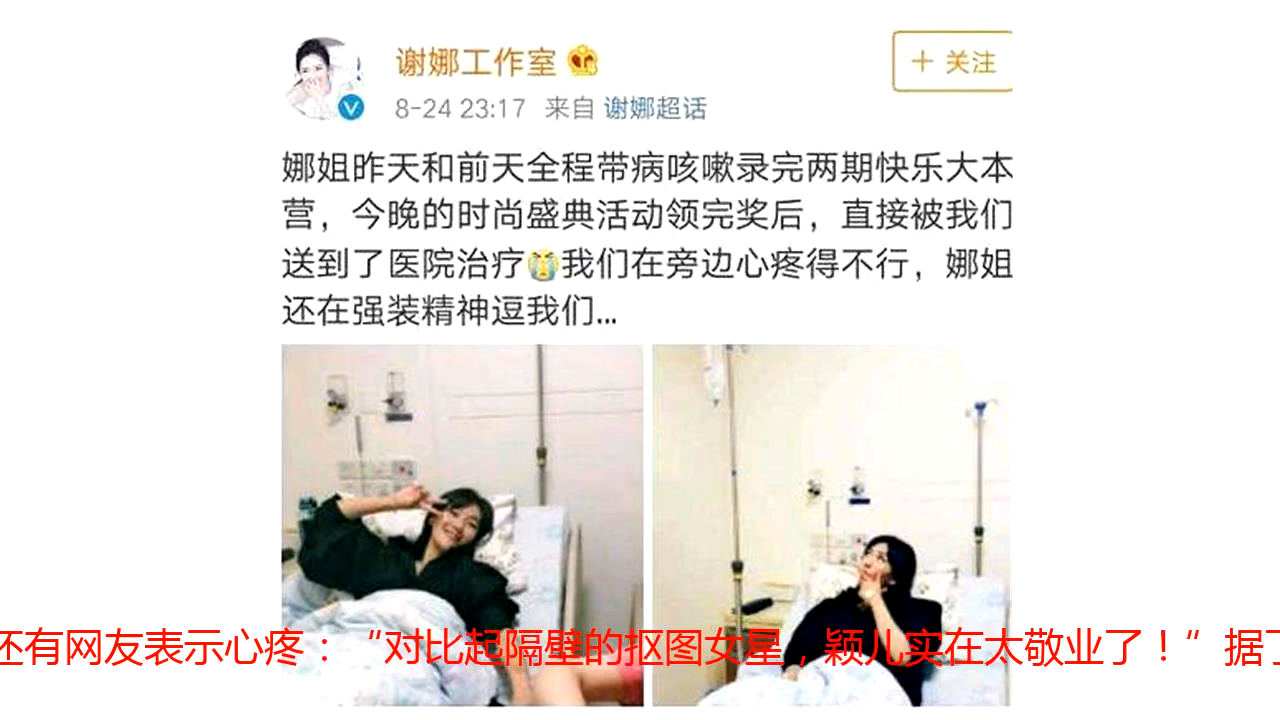 谢娜工作室
+ 关注
8-24 23:17 来自 谢娜超话
娜姐昨天和前天全程带病咳嗽录完两期快乐大本
营，今晚的时尚盛典活动领完奖后，直接被我们
送到了医院治疗😭我们在旁边心疼得不行，娜姐
还在强装精神逗我们...
还有网友表示心疼：“对比起隔壁的抠图女星，颖儿实在太敬业了！”据了